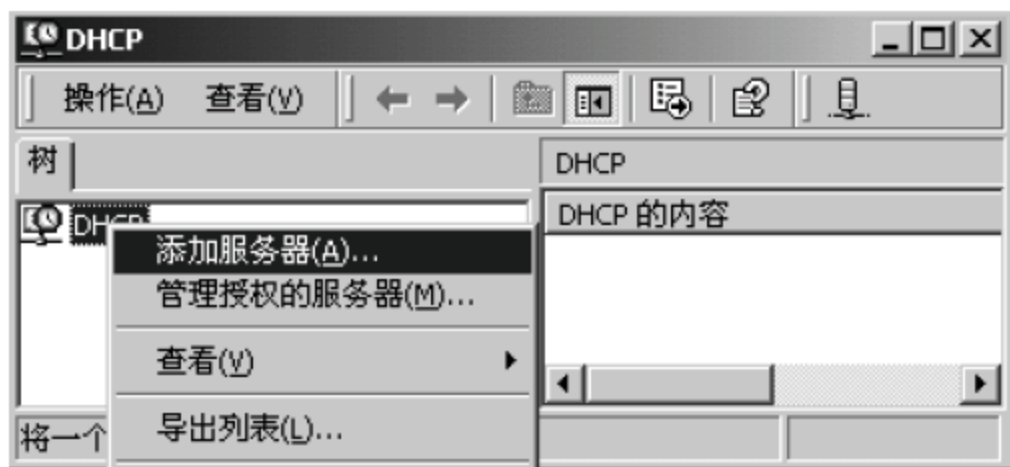 DHCP
操作(A) 查看(V)
树
DHCP
DHCP 的内容
DHCP
添加服务器(A)...
管理授权的服务器(M)...
查看(V)
导出列表(L)...
将一个